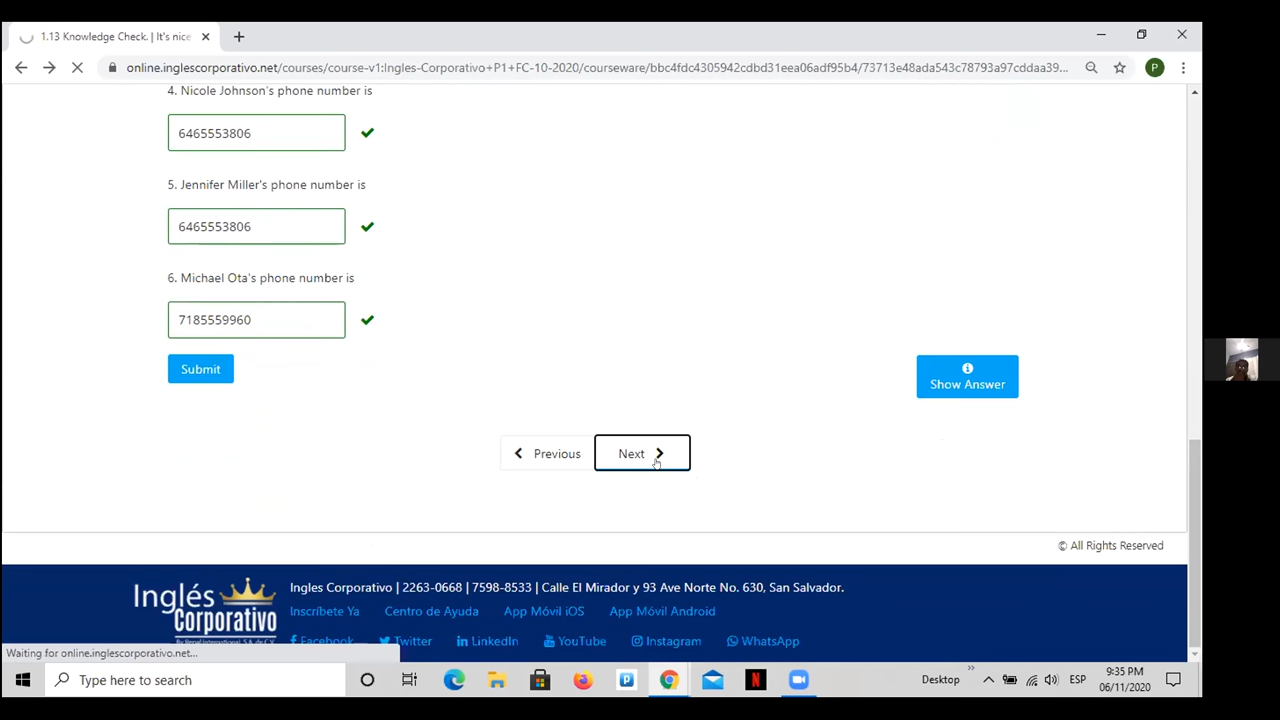 1.13 Knowledge Check. | It's nice
online.inglescorporativo.net/courses/course-v1:Ingles-Corporativo+P1+FC-10-2020/courseware/bbc4fdc4305942cdbd31eea06adf95b4/73713e48ada543c78793a97cddaa39...
P
4. Nicole Johnson's phone number is
6465553806
5. Jennifer Miller's phone number is
6465553806
6. Michael Ota's phone number is
7185559960
Submit
Show Answer
Previous
Next
© All Rights Reserved
Inglés
Corporativo
Ingles Corporativo | 2263-0668 | 7598-8533 | Calle El Mirador y 93 Ave Norte No. 630, San Salvador.
Inscríbete Ya Centro de Ayuda App Móvil iOS App Móvil Android
Facebook Twitter LinkedIn YouTube Instagram WhatsApp
Waiting for online.inglescorporativo.net...
Type here to search
Desktop
ESP
9:35 PM
06/11/2020